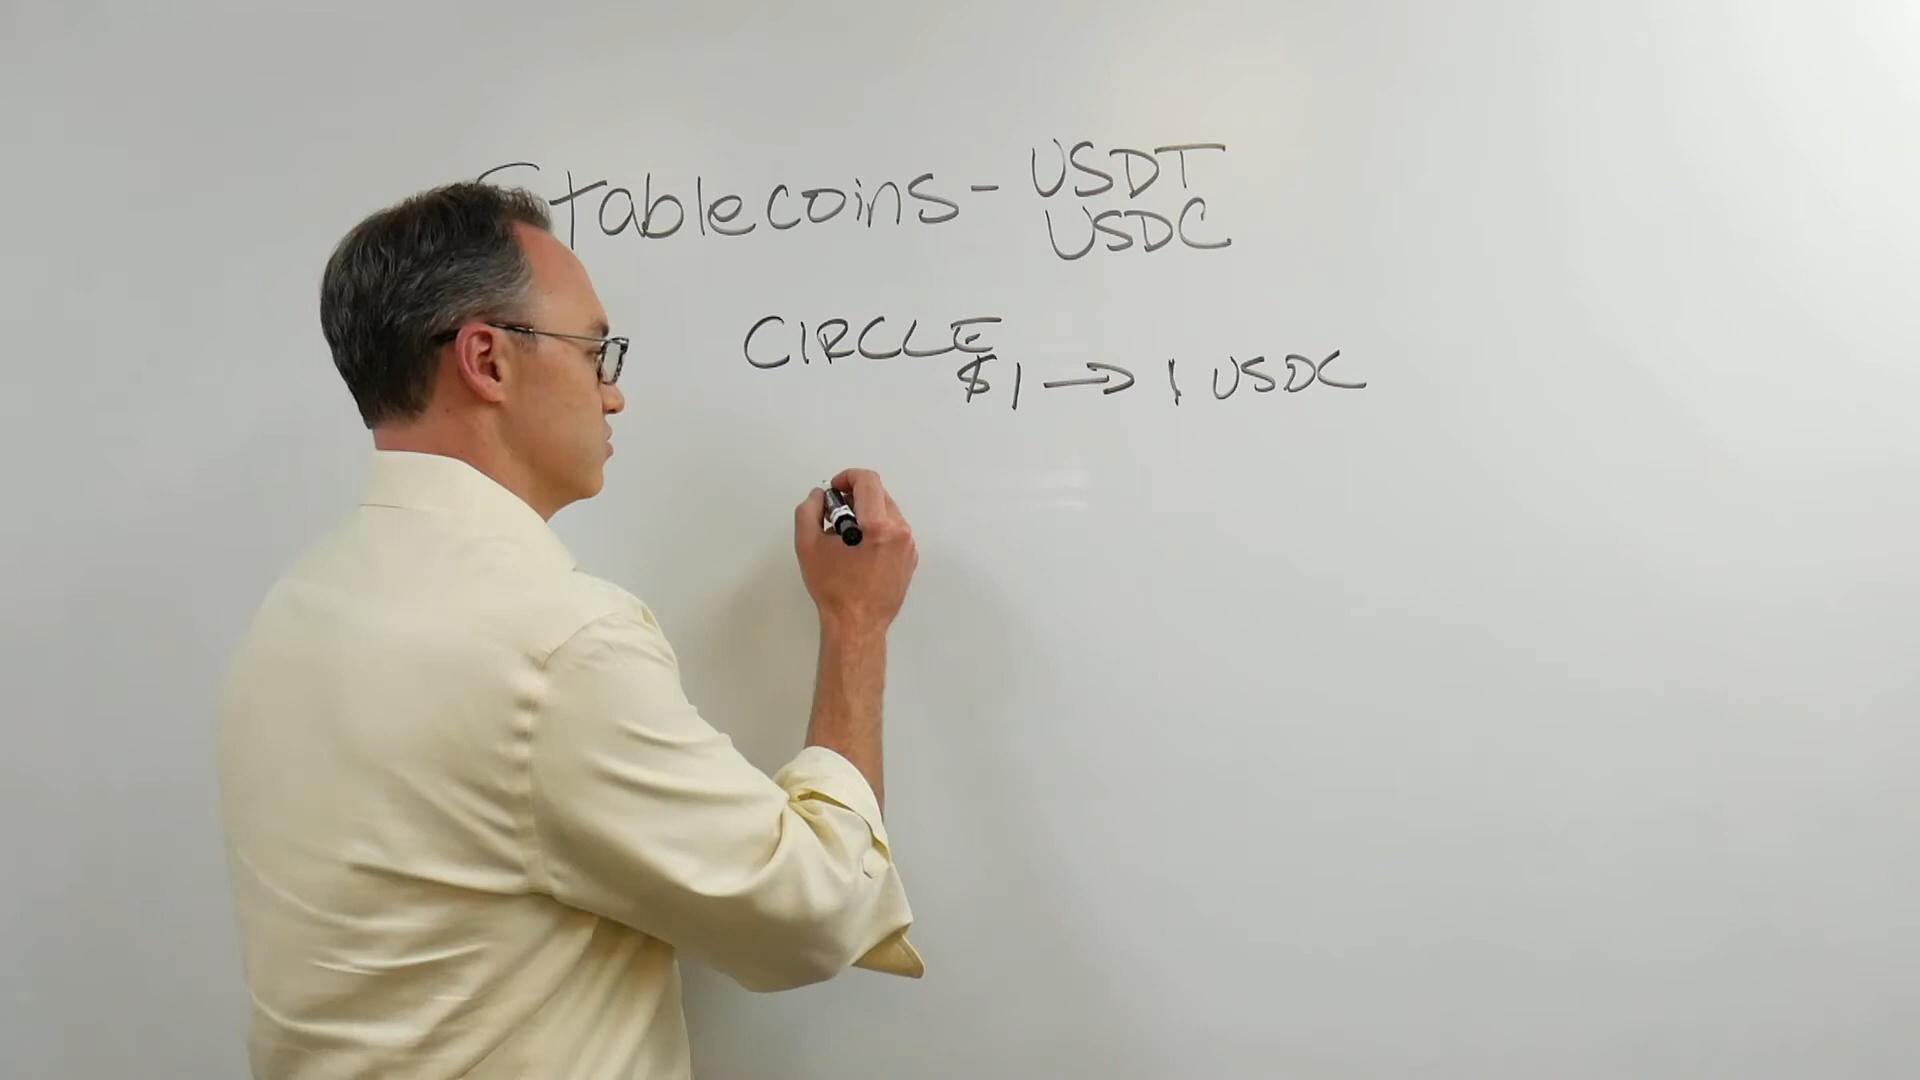 Stablecoins - USDT
USDC
CIRCLE
$1 → 1 USDC